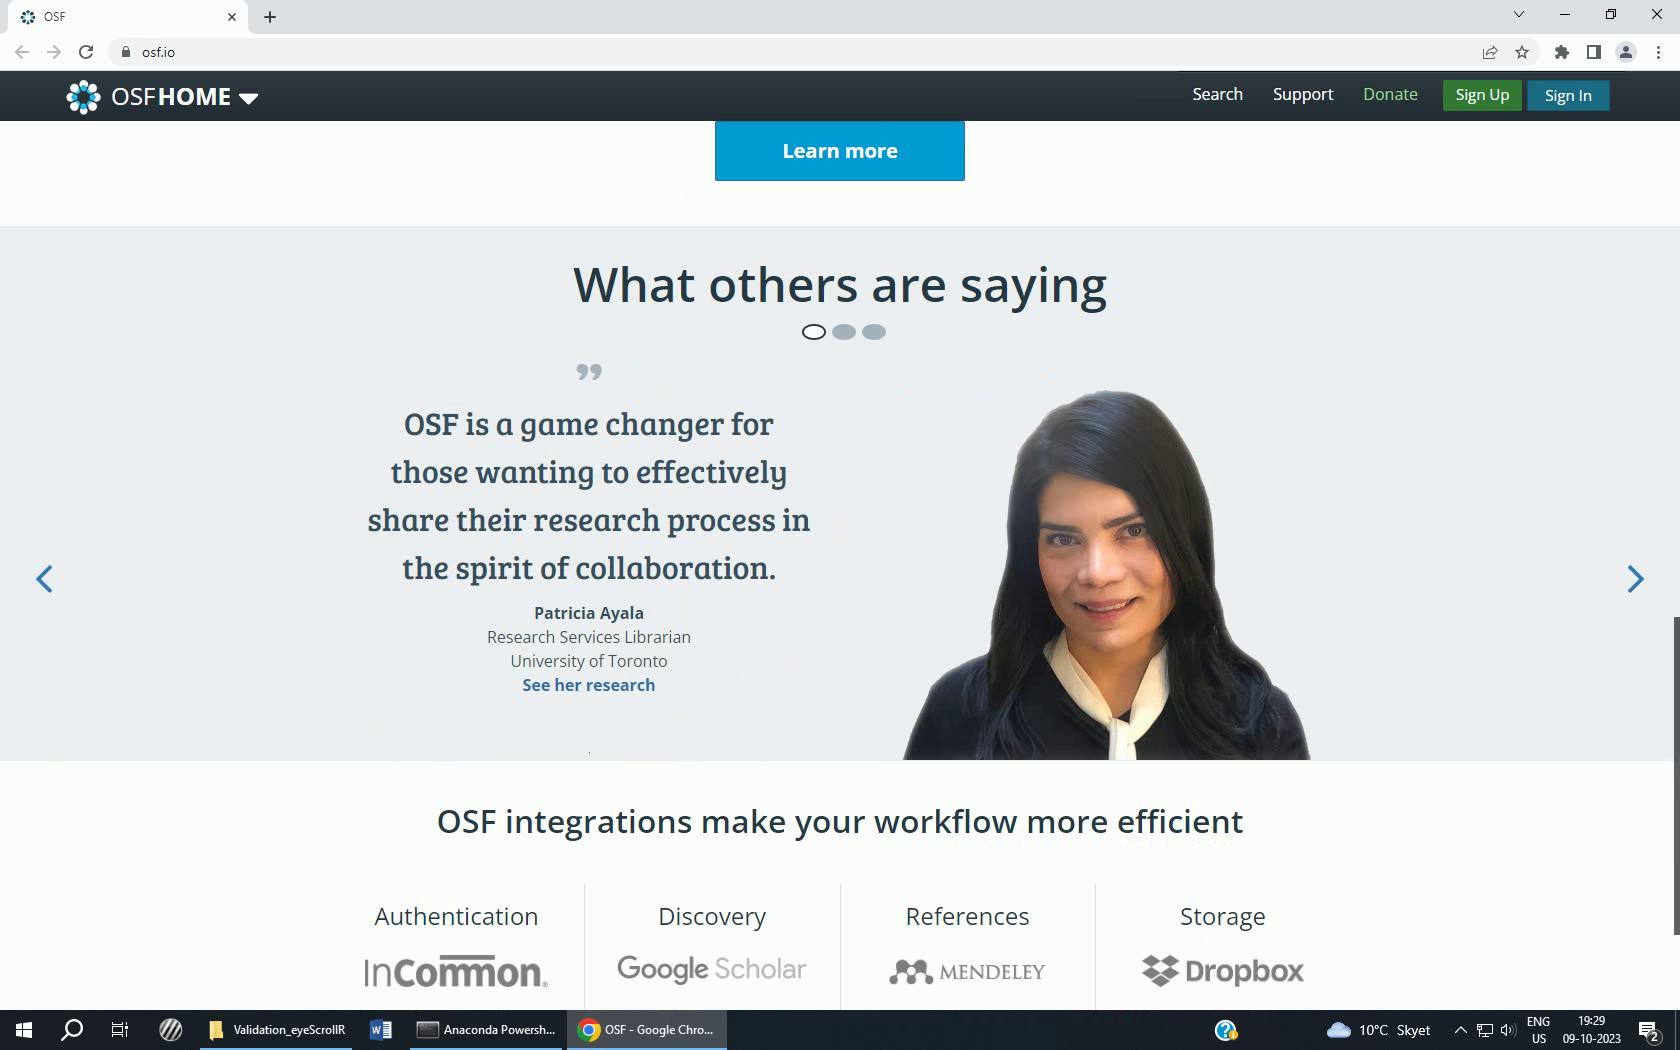 OSF
osf.io
OSFHOME
Search
Support
Donate
Sign Up
Sign In
Learn more
What others are saying
”
OSF is a game changer for
those wanting to effectively
share their research process in
the spirit of collaboration.
Patricia Ayala
Research Services Librarian
University of Toronto
See her research
OSF integrations make your workflow more efficient
Authentication
Discovery
References
Storage
InCommon®
Google Scholar
MENDELEY
Dropbox
Validation_eyeScrollR
Anaconda Powersh...
OSF - Google Chro...
10°C Skyet
ENG
US
19:29
09-10-2023
2